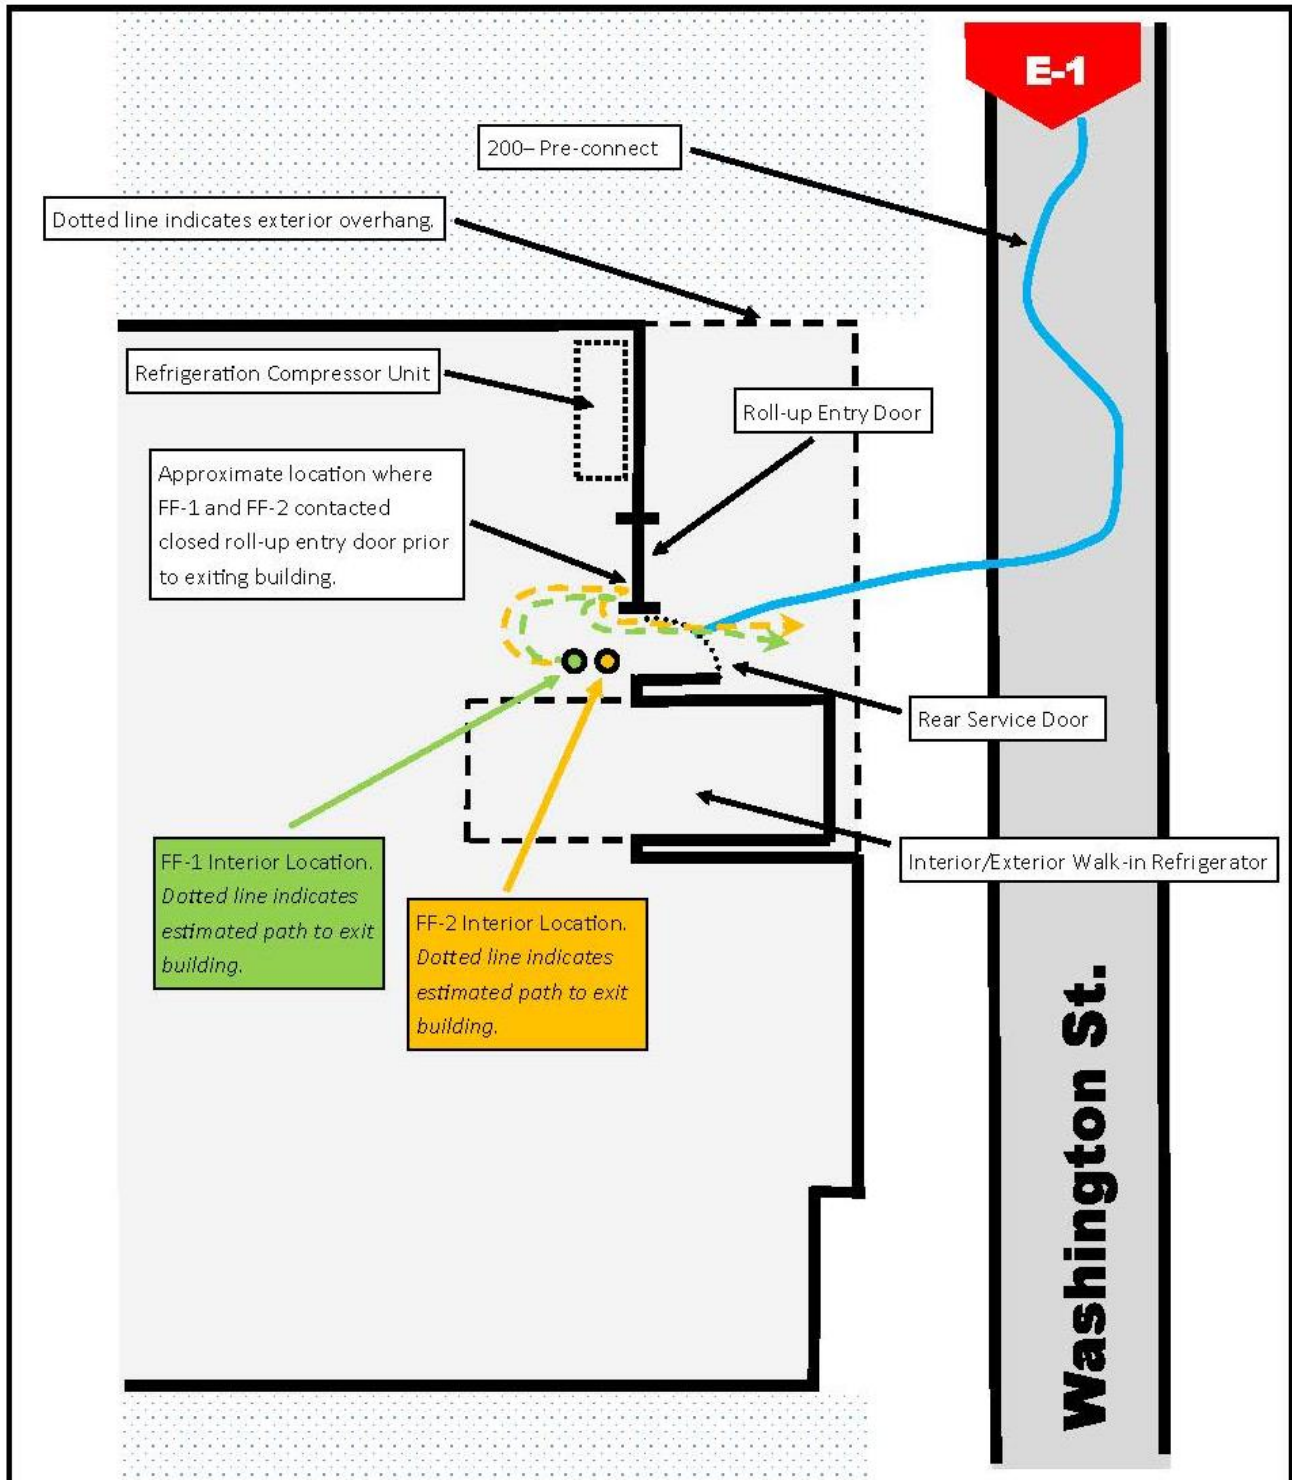 E-1
200– Pre-connect
Dotted line indicates exterior overhang.
Refrigeration Compressor Unit
Roll-up Entry Door
Approximate location where
FF-1 and FF-2 contacted
closed roll-up entry door prior
to exiting building.
Rear Service Door
Interior/Exterior Walk-in Refrigerator
FF-1 Interior Location.
Dotted line indicates
estimated path to exit
building.
FF-2 Interior Location.
Dotted line indicates
estimated path to exit
building.
Washington St.